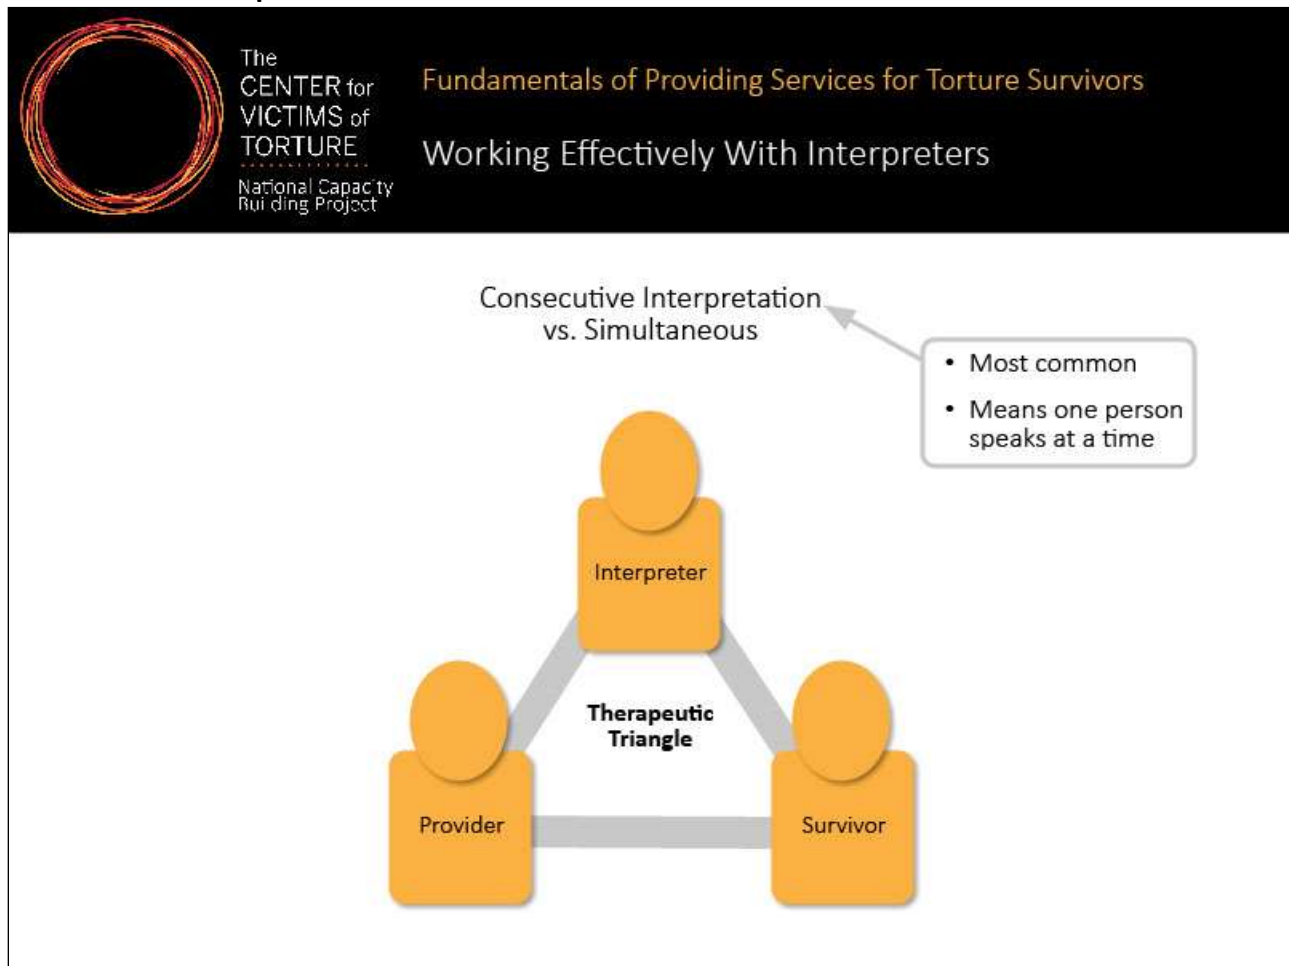 The
CENTER for
VICTIMS of
TORTURE
National Capacity
Building Project
Fundamentals of Providing Services for Torture Survivors
Working Effectively With Interpreters
Consecutive Interpretation
vs. Simultaneous
• Most common
• Means one person
speaks at a time
Interpreter
Therapeutic
Triangle
Provider
Survivor